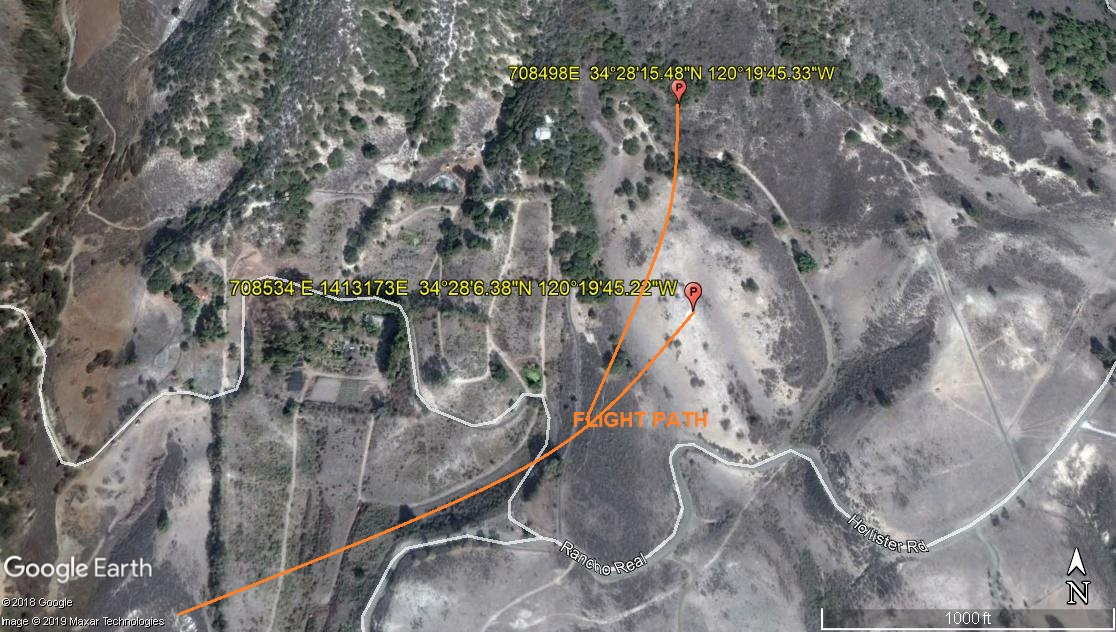 708498E 34°28'15.48"N 120°19'45.33"W
P
708534 E 1413173E 34°28'6.38"N 120°19'45.22"W
P
FLIGHT PATH
Hollister Rd
Rancho Real
Google Earth
© 2018 Google
Image © 2019 Maxar Technologies
N
1000 ft